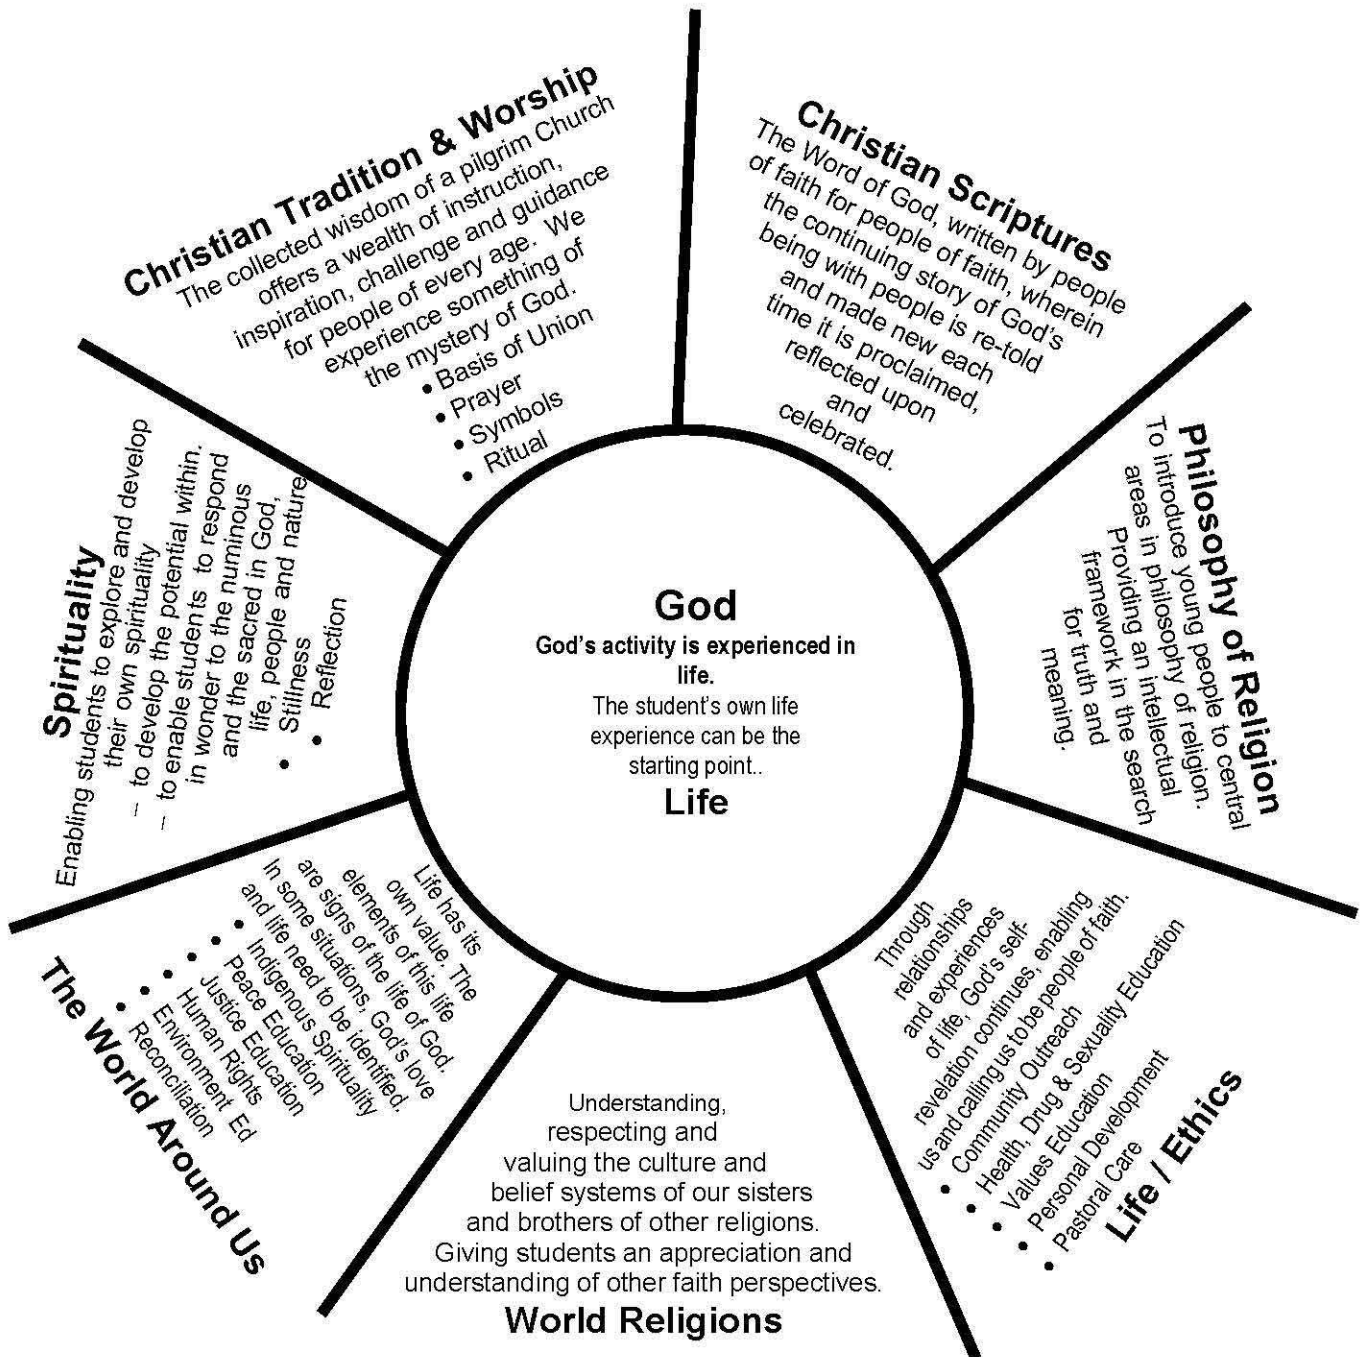 Christian Tradition & Worship
The collected wisdom of a pilgrim Church
offers a wealth of instruction,
inspiration, challenge and guidance
for people of every age. We
experience something of
the mystery of God.
• Basis of Union
• Prayer
• Symbols
• Ritual
Christian Scriptures
The Word of God, written by people
of faith for people of faith, wherein
the continuing story of God's
being with people is re-told
and made new each
time it is proclaimed,
reflected upon
and
celebrated.
Philosophy of Religion
To introduce young people to central
areas in philosophy of religion.
Providing an intellectual
framework in the search
for truth and
meaning.
Through
relationships
and experiences
of life, God's self-
revelation continues, enabling
us and calling us to be people of faith.
• Community Outreach
• Health, Drug & Sexuality Education
• Values Education
• Personal Development
• Pastoral Care
Life / Ethics
Understanding,
respecting and
valuing the culture and
belief systems of our sisters
and brothers of other religions.
Giving students an appreciation and
understanding of other faith perspectives.
World Religions
Life has its
own value. The
elements of this life
are signs of the life of God.
In some situations, God's love
and life need to be identified.
• Indigenous Spirituality
• Peace Education
• Justice Education
• Human Rights
• Environment Ed
• Reconciliation
The World Around Us
Spirituality
Enabling students to explore and develop
their own spirituality
– to develop the potential within.
– to enable students to respond
in wonder to the numinous
and the sacred in God,
life, people and nature
• Stillness
• Reflection
God
God's activity is experienced in
life.
The student's own life
experience can be the
starting point..
Life